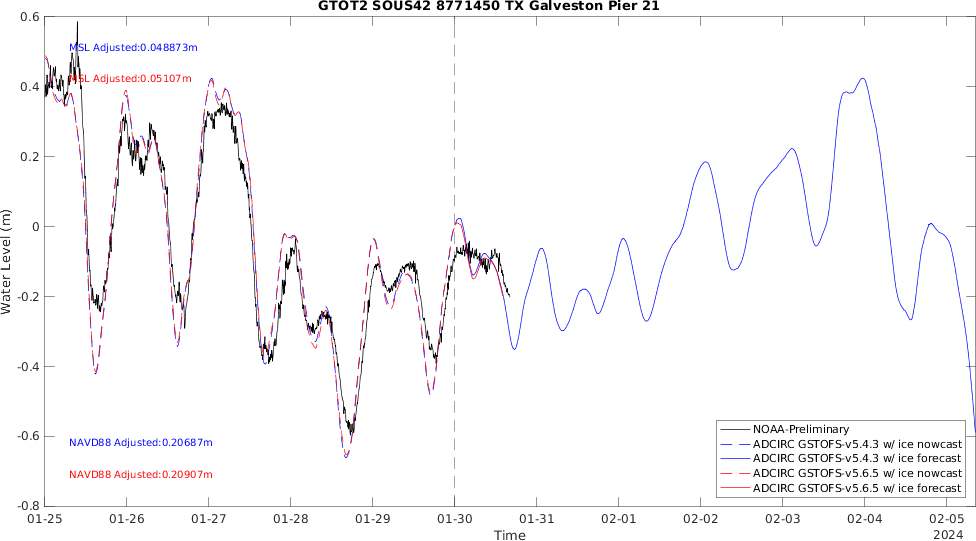 GTOT2 SOUS42 8771450 TX Galveston Pier 21
0.6
0.4
0.2
0
-0.2
-0.4
-0.6
-0.8
Water Level (m)
MSL Adjusted:0.048873m
MSL Adjusted:0.05107m
NAVD88 Adjusted:0.20687m
NAVD88 Adjusted:0.20907m
NOAA-Preliminary
ADCIRC GSTOFS-v5.4.3 w/ ice nowcast
ADCIRC GSTOFS-v5.4.3 w/ ice forecast
ADCIRC GSTOFS-v5.6.5 w/ ice nowcast
ADCIRC GSTOFS-v5.6.5 w/ ice forecast
01-25 01-26 01-27 01-28 01-29 01-30 01-31 02-01 02-02 02-03 02-04 02-05
2024
Time